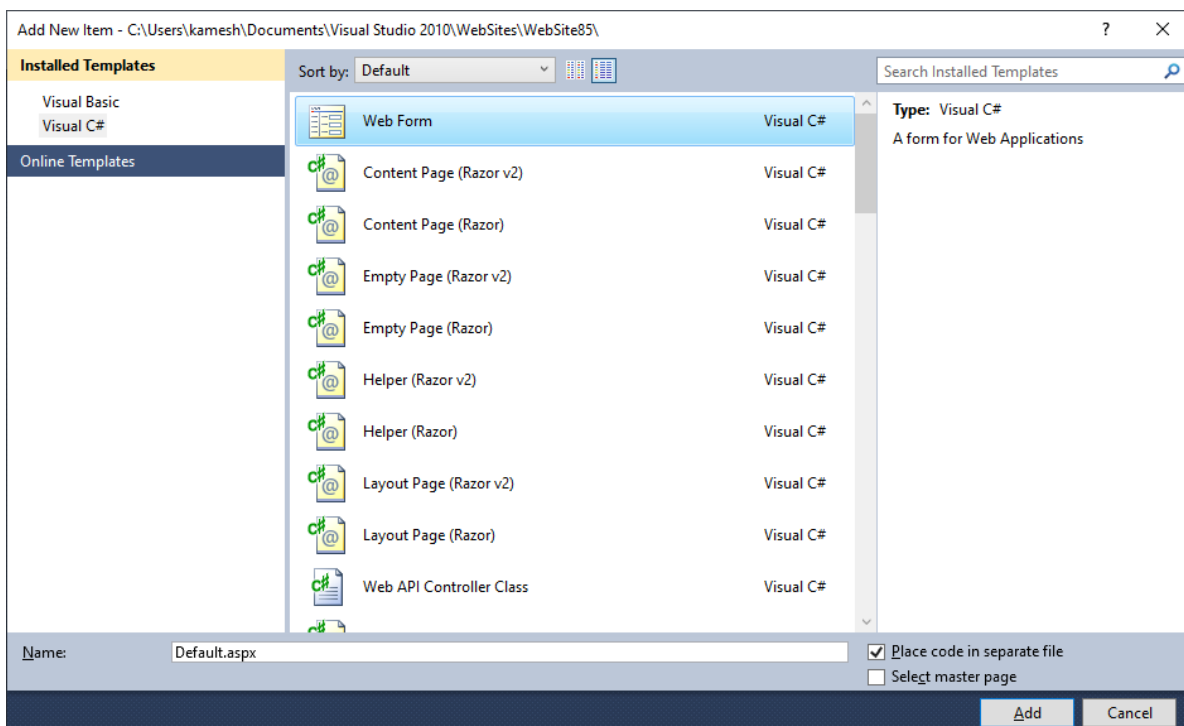 Add New Item - C:\Users\kamesh\Documents\Visual Studio 2010\WebSites\WebSite85\
? ×
Installed Templates
Visual Basic
Visual C#
Online Templates
Sort by: Default
Search Installed Templates
Web Form Visual C#
Content Page (Razor v2) Visual C#
Content Page (Razor) Visual C#
Empty Page (Razor v2) Visual C#
Empty Page (Razor) Visual C#
Helper (Razor v2) Visual C#
Helper (Razor) Visual C#
Layout Page (Razor v2) Visual C#
Layout Page (Razor) Visual C#
Web API Controller Class Visual C#
Type: Visual C#
A form for Web Applications
Name: Default.aspx
Place code in separate file
Select master page
Add Cancel